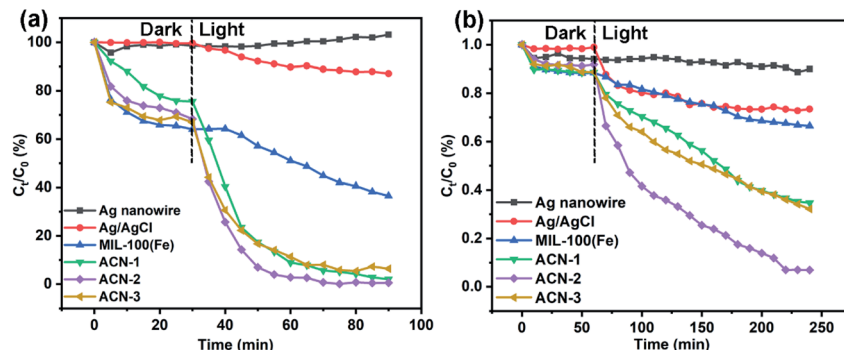 (a)
Dark
Light
100
80
60
40
20
0
Ct/C0 (%)
Ag nanowire
Ag/AgCl
MIL-100(Fe)
ACN-1
ACN-2
ACN-3
0 20 40 60 80 100
Time (min)
(b)
Dark
Light
1.0
0.8
0.6
0.4
0.2
0.0
Ct/C0 (%)
Ag nanowire
Ag/AgCl
MIL-100(Fe)
ACN-1
ACN-2
ACN-3
0 50 100 150 200 250
Time (min)